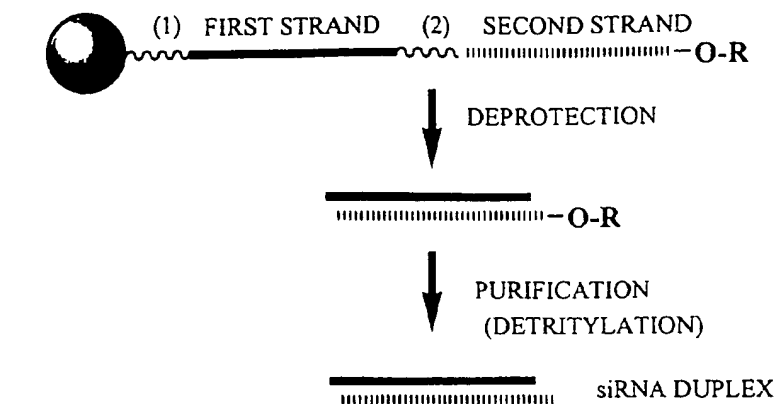 (1) FIRST STRAND (2) SECOND STRAND
O-R
DEPROTECTION
O-R
PURIFICATION
(DETRITYLATION)
siRNA DUPLEX